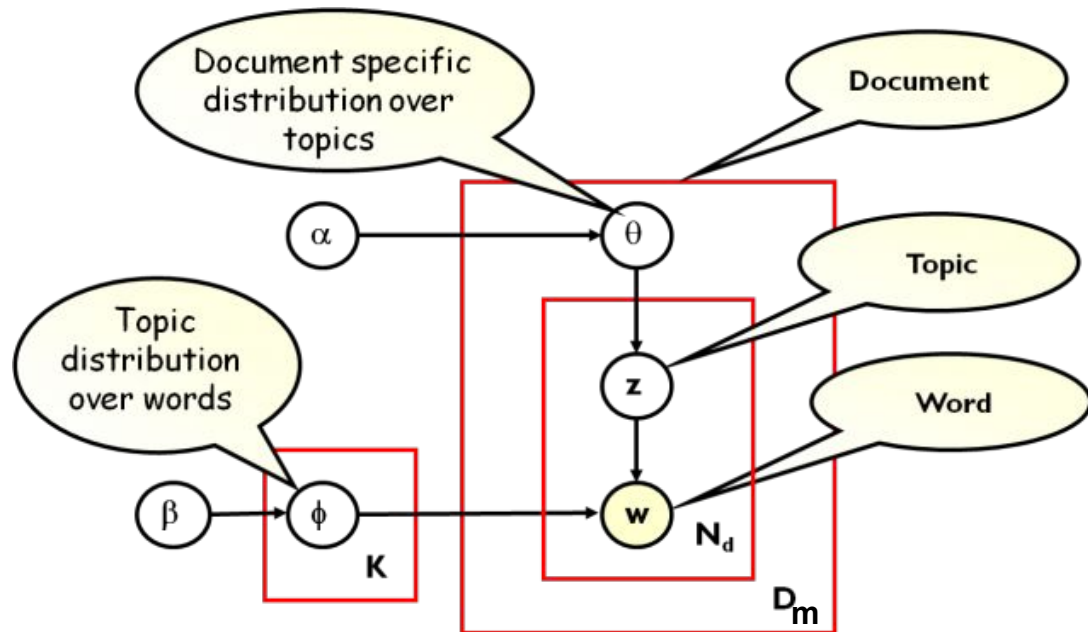 Document specific
distribution over
topics
Document
α
θ
Topic
Topic
distribution
over words
z
Word
β
ϕ
w
N_d
K
D_m